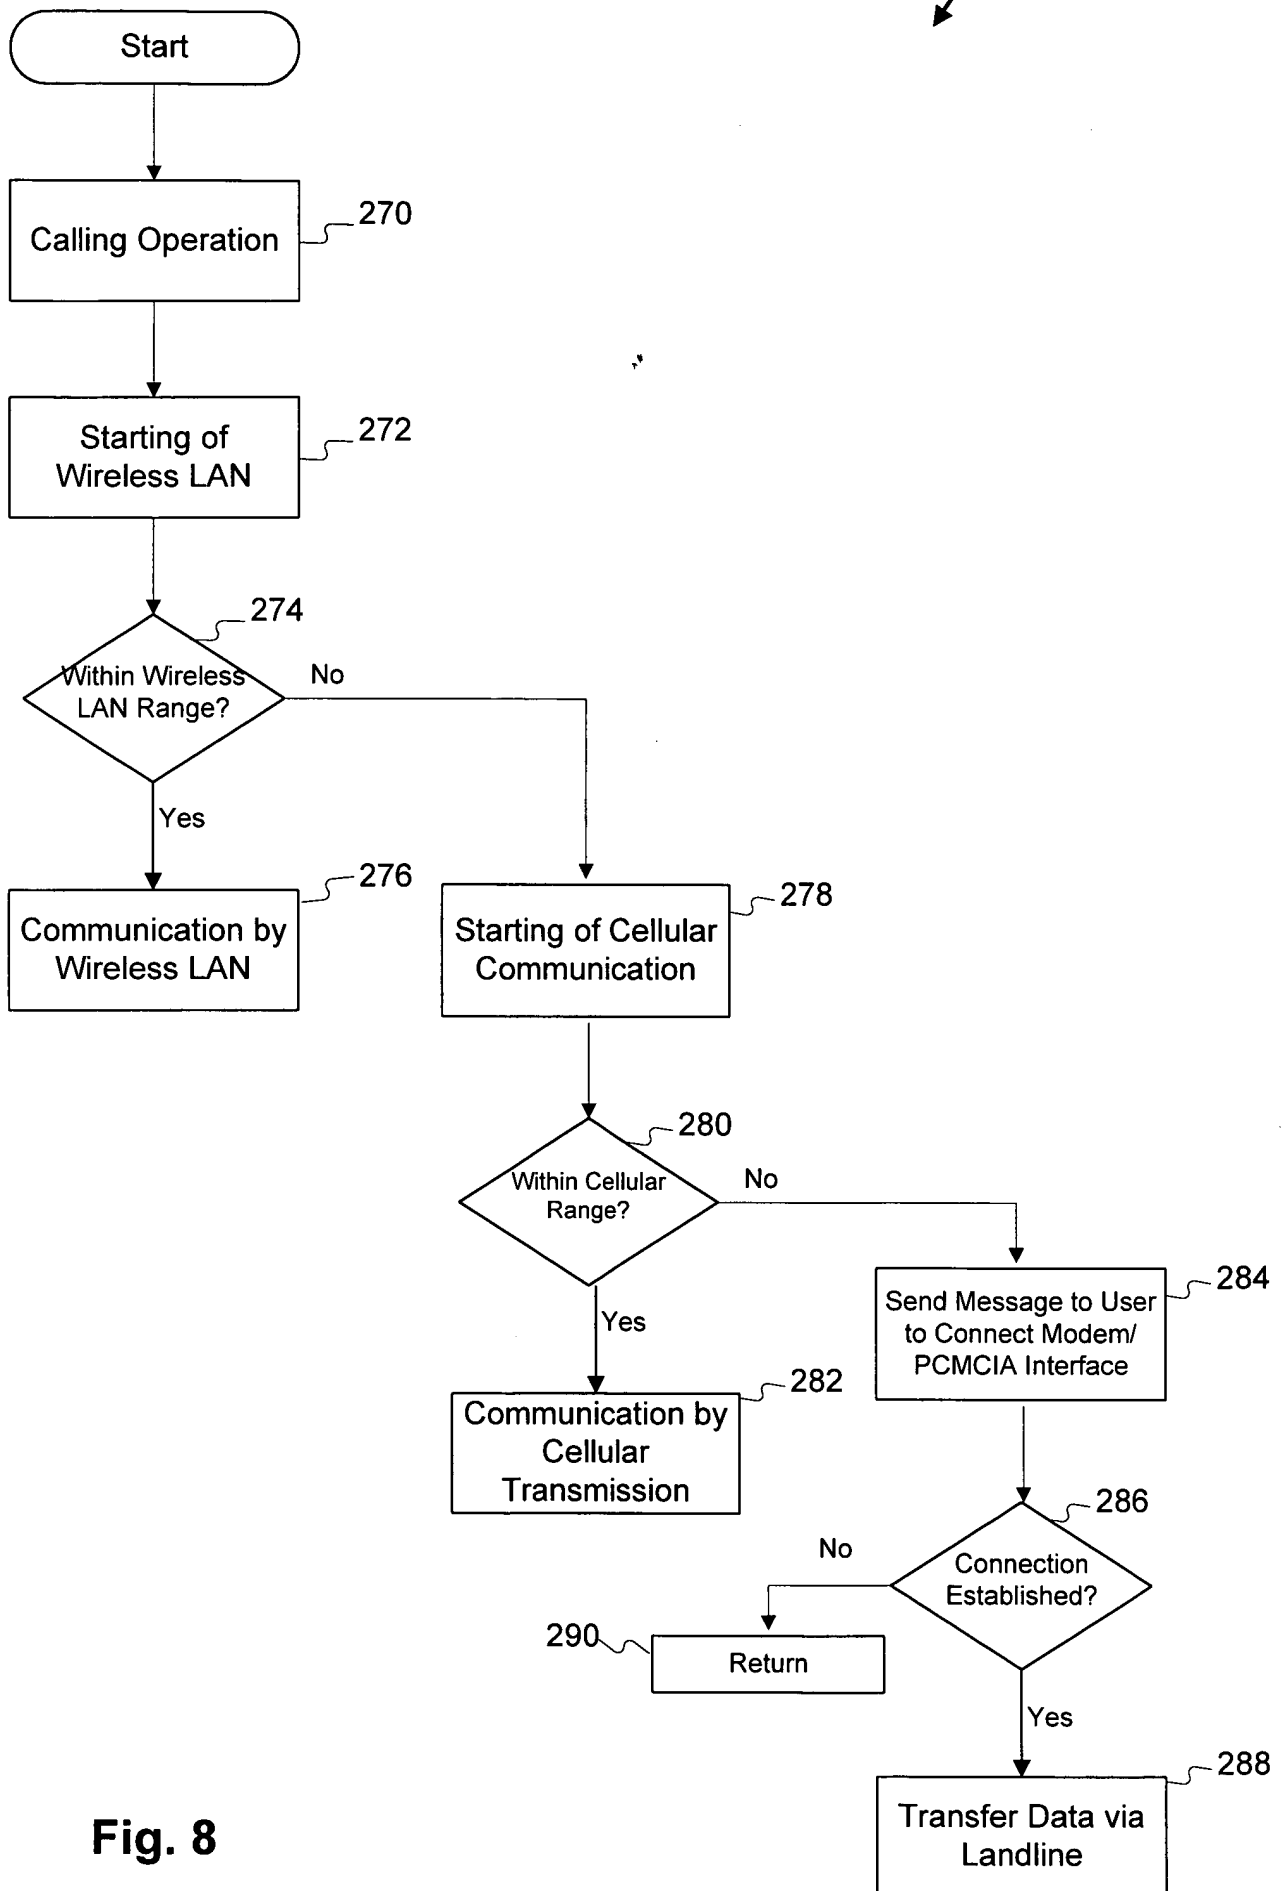 Start
270
Calling Operation
272
Starting of
Wireless LAN
274
Within Wireless
LAN Range?
No
Yes
276
Communication by
Wireless LAN
278
Starting of Cellular
Communication
280
Within Cellular
Range?
No
Yes
282
Communication by
Cellular
Transmission
284
Send Message to User
to Connect Modem/
PCMCIA Interface
286
Connection
Established?
No
290
Return
Yes
288
Transfer Data via
Landline
Fig. 8